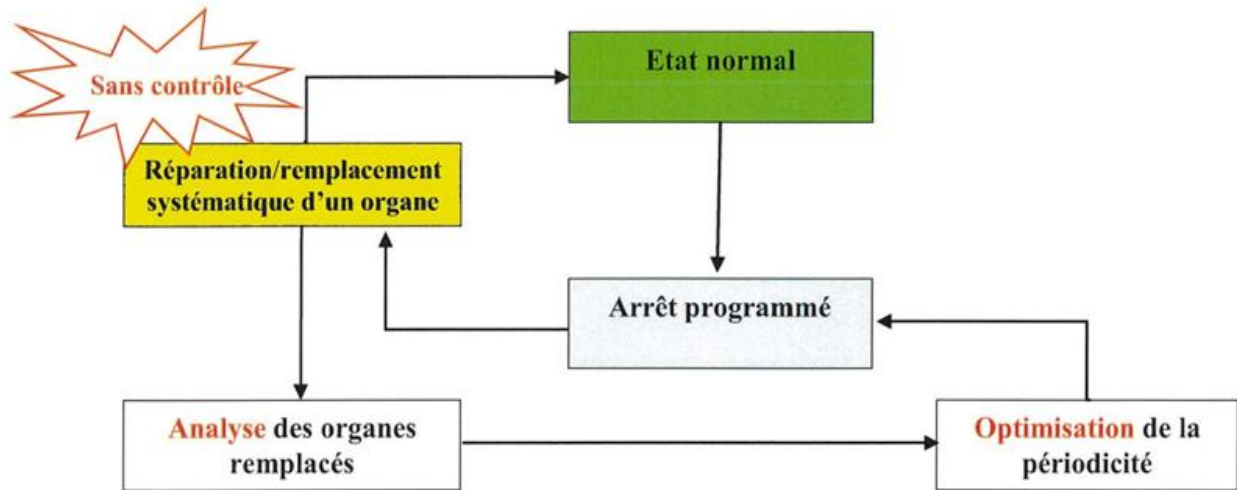 Sans contrôle
Etat normal
Réparation/remplacement
systématique d'un organe
Arrêt programmé
Analyse des organes
remplacés
Optimisation de la
périodicité